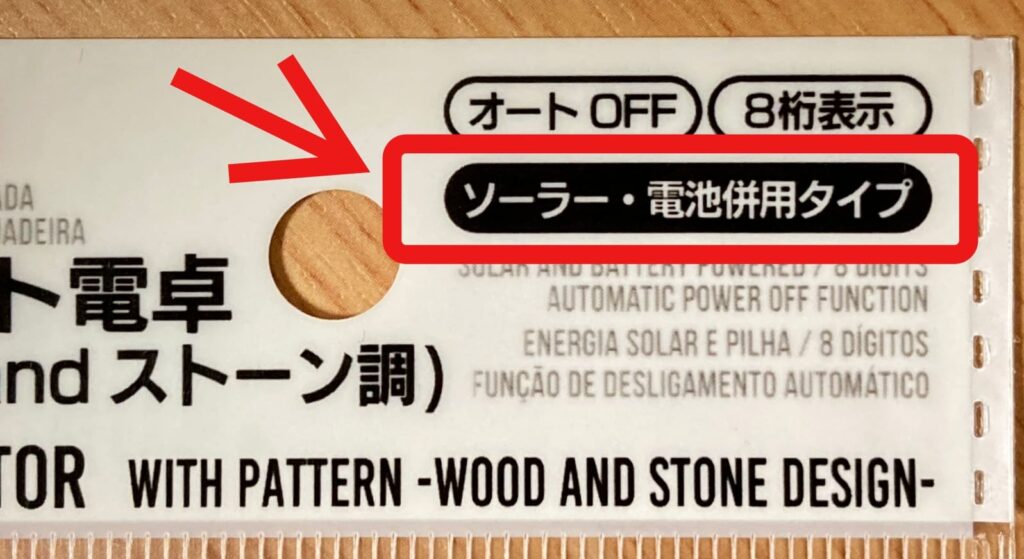 オートOFF 8桁表示
ソーラー・電池併用タイプ
SOLAR AND BATTERY POWERED / 8 DIGITS
AUTOMATIC POWER OFF FUNCTION
ENERGIA SOLAR E PILHA / 8 DÍGITOS
FUNÇÃO DE DESLIGAMENTO AUTOMÁTICO
ADA
MADEIRA
ト電卓
and ストーン調)
TOR WITH PATTERN -WOOD AND STONE DESIGN-